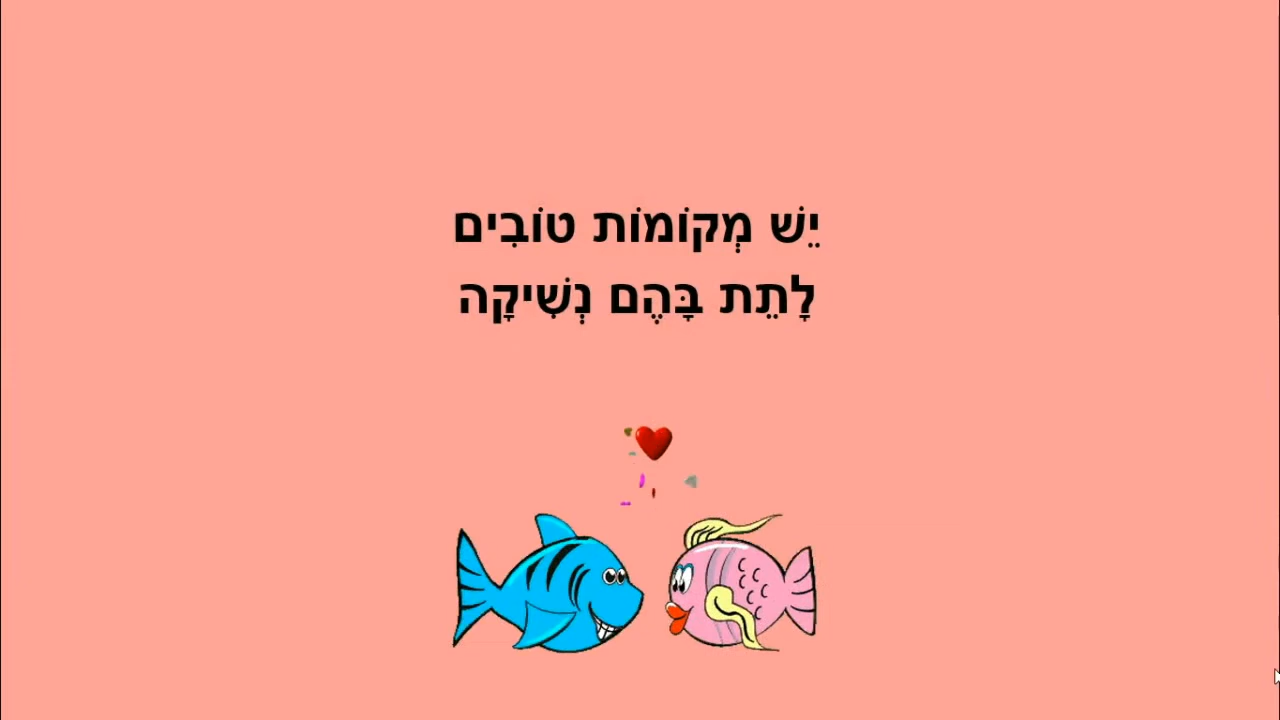 יֵשׁ מְקוֹמוֹת טוֹבִים
לָתֵת בָּהֶם נְשִׁיקָה